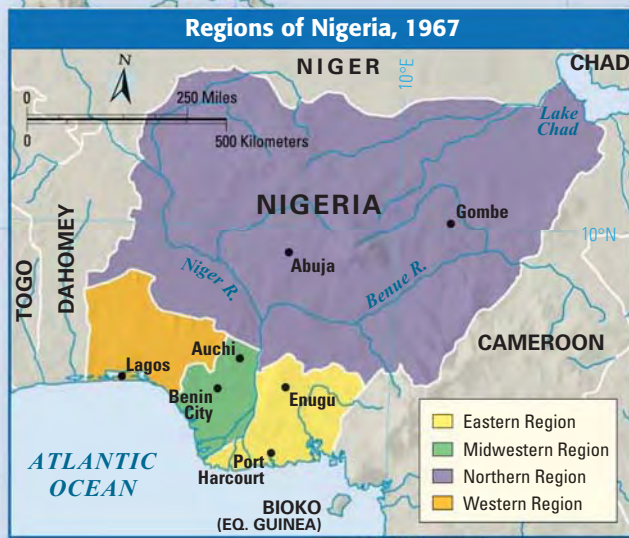 Regions of Nigeria, 1967
NIGER
CHAD
10°E
0
250 Miles
0
500 Kilometers
Lake
Chad
NIGERIA
Gombe
10°N
Abuja
Niger R.
Benue R.
TOGO
DAHOMEY
CAMEROON
Lagos
Auchi
Benin
City
Enugu
Port
Harcourt
ATLANTIC
OCEAN
BIOKO
(EQ. GUINEA)
Eastern Region
Midwestern Region
Northern Region
Western Region